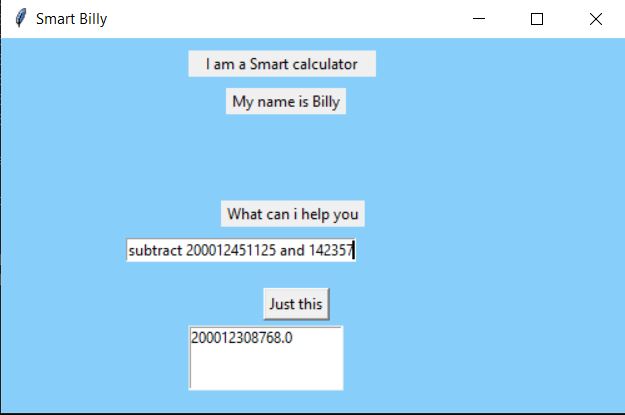 Smart Billy
I am a Smart calculator
My name is Billy
What can i help you
subtract 200012451125 and 142357
Just this
200012308768.0